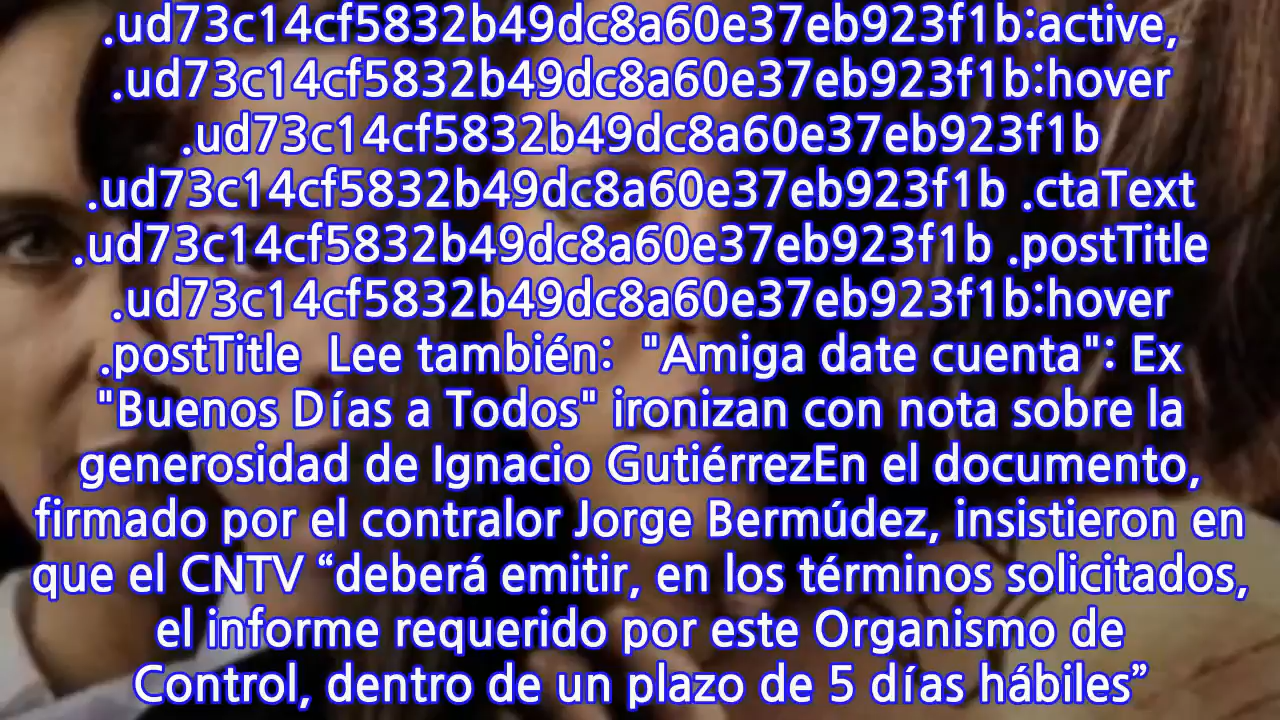 .ud73c14cf5832b49dc8a60e37eb923f1b:active,
.ud73c14cf5832b49dc8a60e37eb923f1b:hover
.ud73c14cf5832b49dc8a60e37eb923f1b
.ud73c14cf5832b49dc8a60e37eb923f1b .ctaText
.ud73c14cf5832b49dc8a60e37eb923f1b .postTitle
.ud73c14cf5832b49dc8a60e37eb923f1b:hover
.postTitle  Lee también:  "Amiga date cuenta": Ex
"Buenos Días a Todos" ironizan con nota sobre la
generosidad de Ignacio GutiérrezEn el documento,
firmado por el contralor Jorge Bermúdez, insistieron en
que el CNTV “deberá emitir, en los términos solicitados,
el informe requerido por este Organismo de
Control, dentro de un plazo de 5 días hábiles”